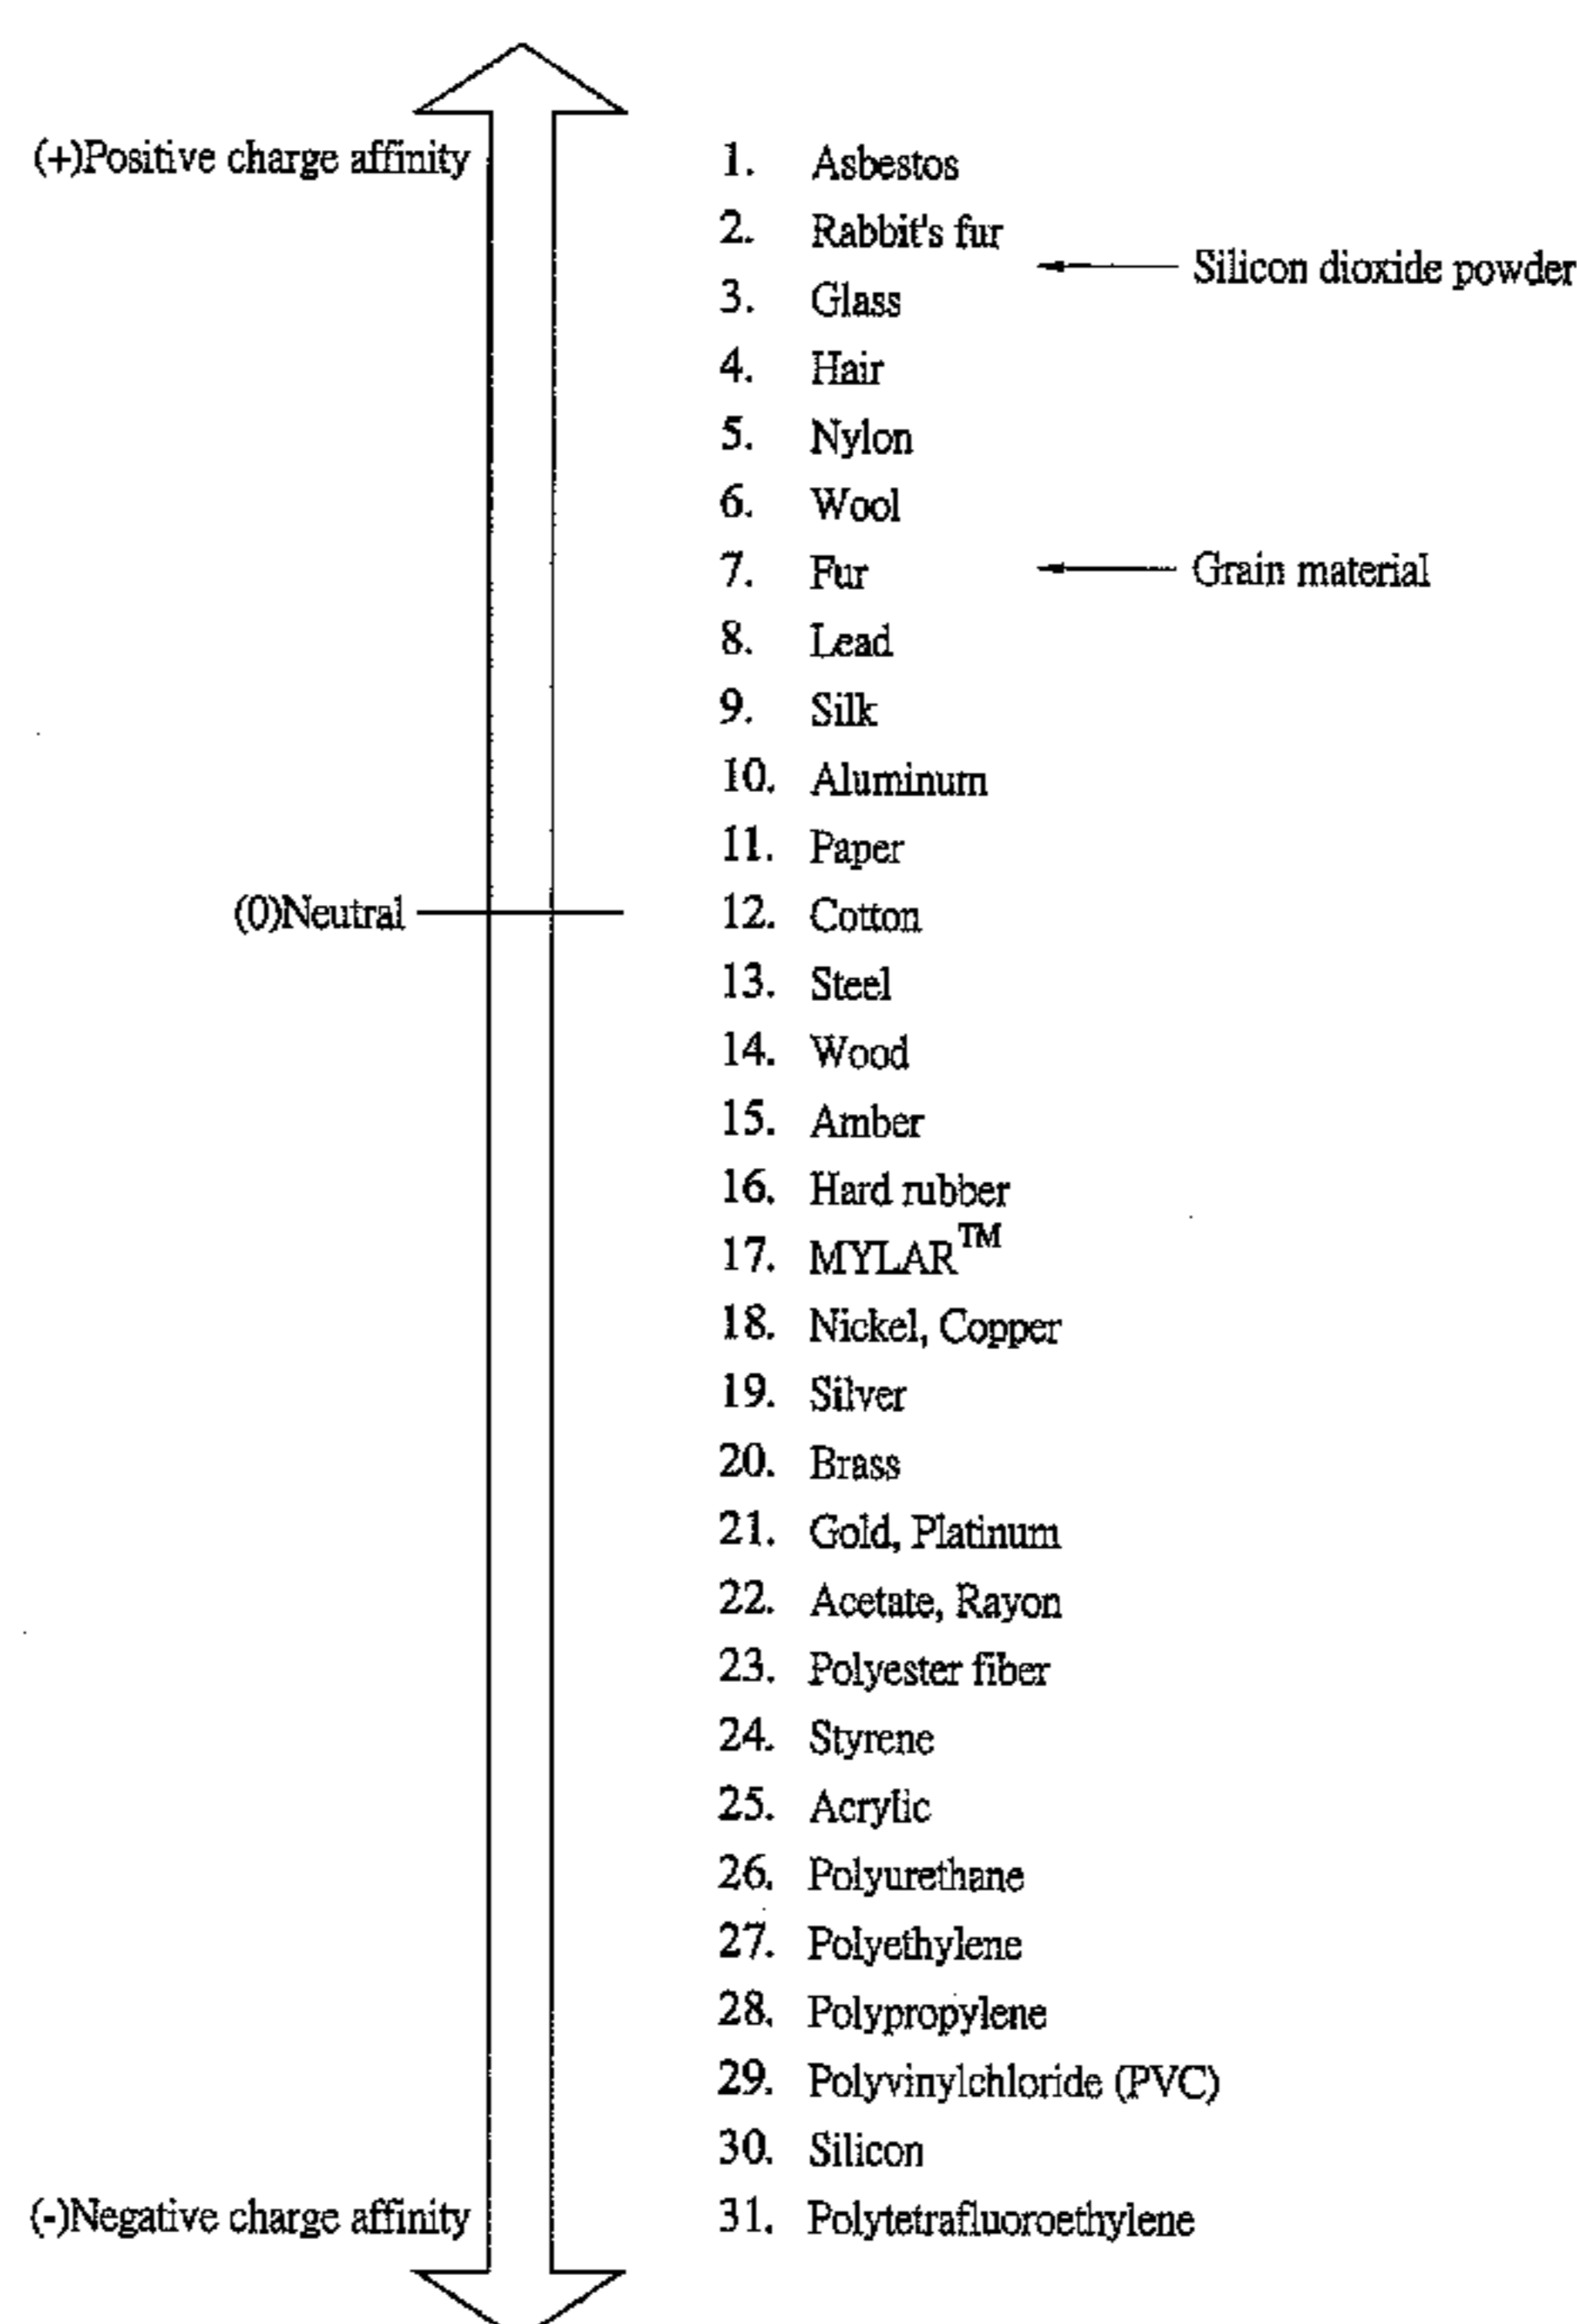 (+)Positive charge affinity
1. Asbestos
2. Rabbit's fur
Silicon dioxide powder
3. Glass
4. Hair
5. Nylon
6. Wool
7. Fur
Grain material
8. Lead
9. Silk
10. Aluminum
11. Paper
(0)Neutral
12. Cotton
13. Steel
14. Wood
15. Amber
16. Hard rubber
17. MYLAR™
18. Nickel, Copper
19. Silver
20. Brass
21. Gold, Platinum
22. Acetate, Rayon
23. Polyester fiber
24. Styrene
25. Acrylic
26. Polyurethane
27. Polyethylene
28. Polypropylene
29. Polyvinylchloride (PVC)
30. Silicon
(-)Negative charge affinity
31. Polytetrafluoroethylene